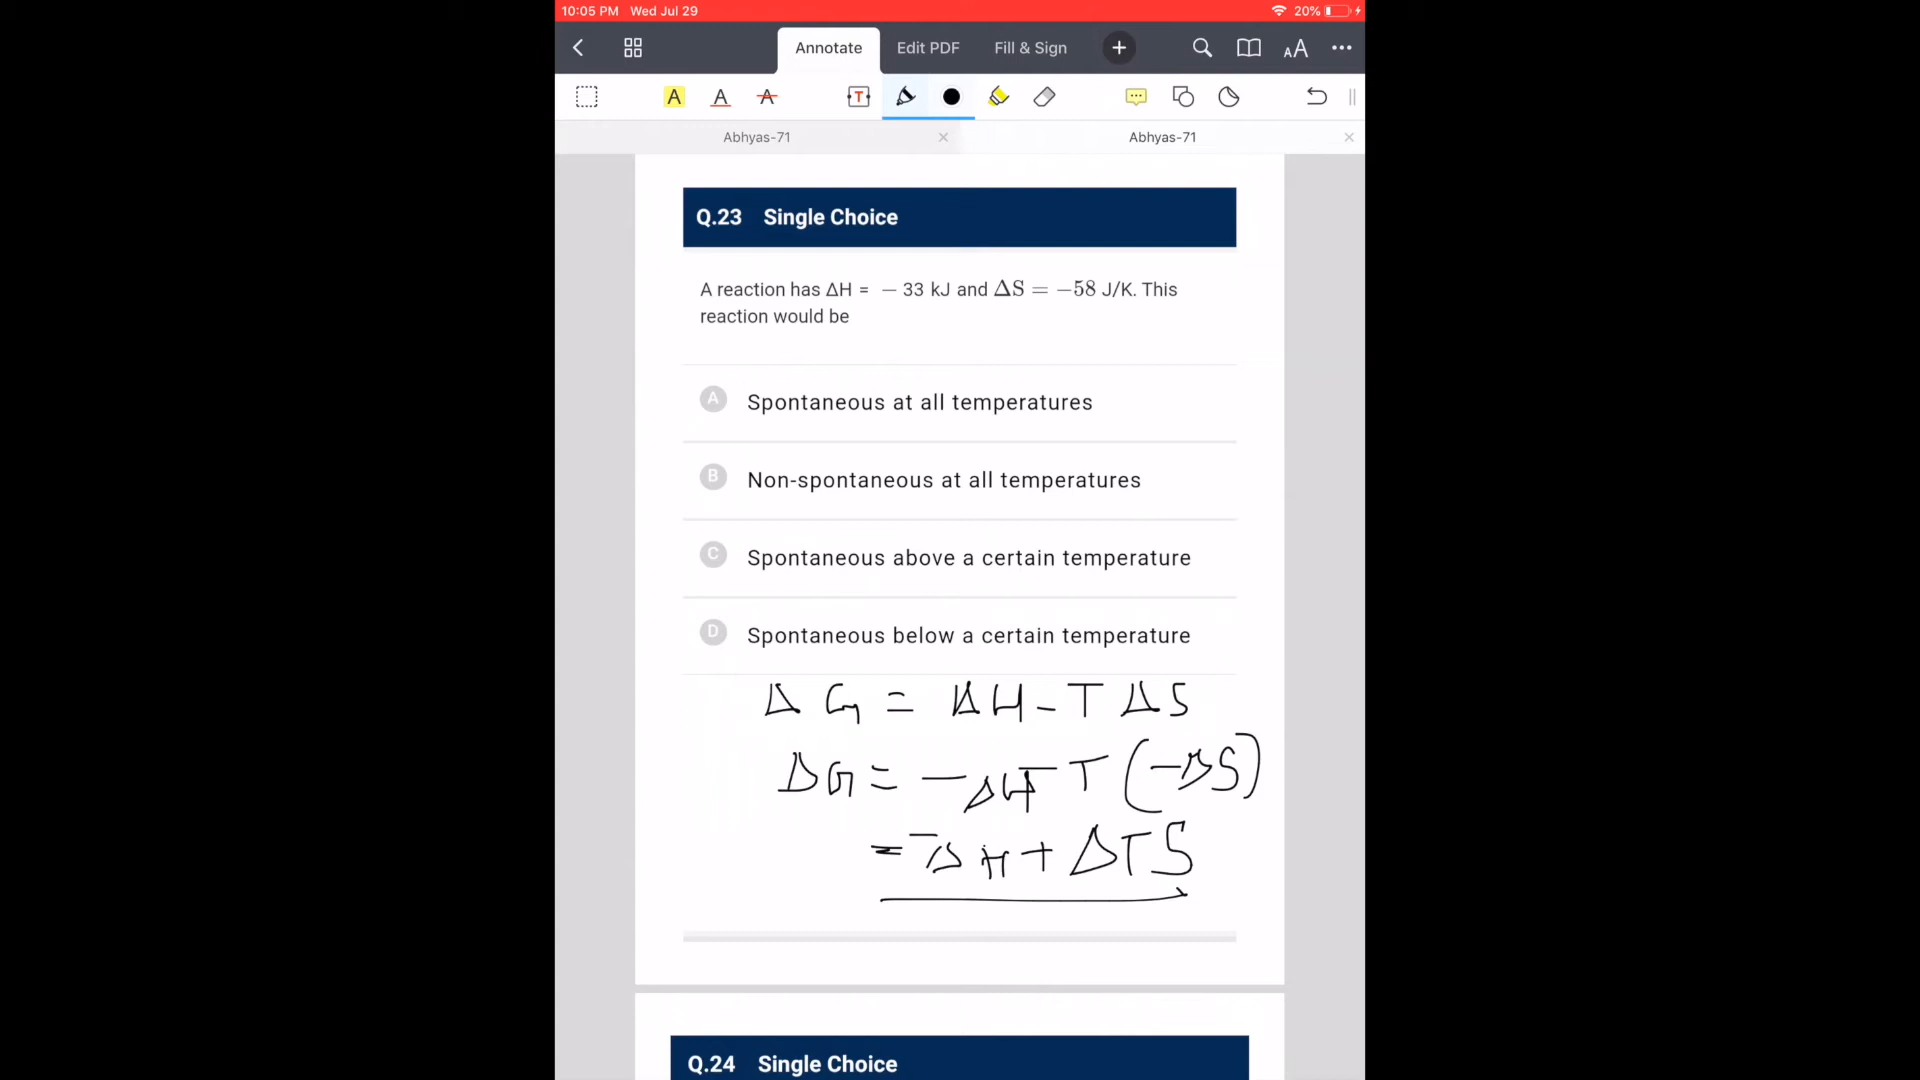 10:05 PM Wed Jul 29 20%
Annotate Edit PDF Fill & Sign
A A A T AA
Abhyas-71 Abhyas-71
Q.23 Single Choice
A reaction has ΔH = − 33 kJ and ΔS = −58 J/K. This
reaction would be
A Spontaneous at all temperatures
B Non-spontaneous at all temperatures
C Spontaneous above a certain temperature
D Spontaneous below a certain temperature
Δ G = ΔH - T ΔS
ΔG = - ΔH - T (-ΔS)
= -ΔH + ΔTS
Q.24 Single Choice